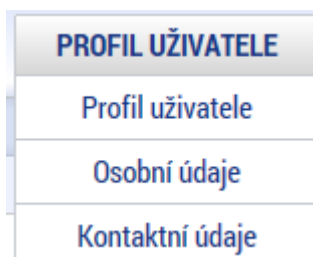 PROFIL UŽIVATELE
Profil uživatele
Osobní údaje
Kontaktní údaje